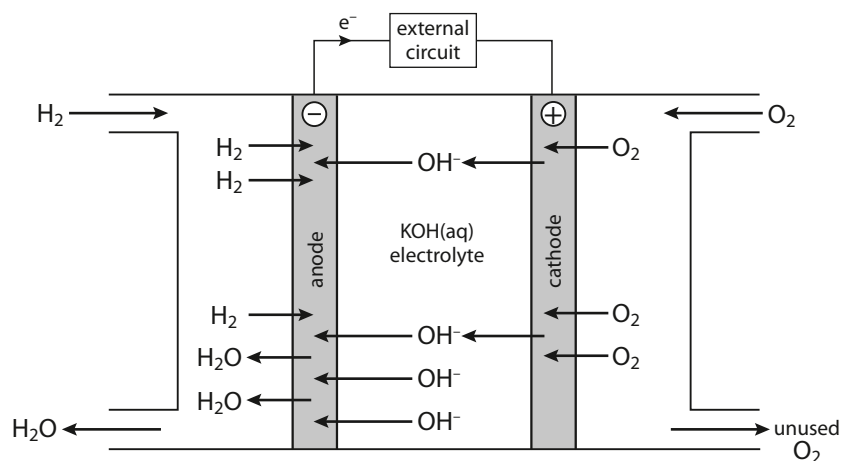 e⁻
external
circuit
H₂
−
+
O₂
H₂
OH⁻
O₂
H₂
KOH(aq)
electrolyte
anode
cathode
H₂
O₂
OH⁻
H₂O
O₂
OH⁻
H₂O
OH⁻
H₂O
unused
O₂